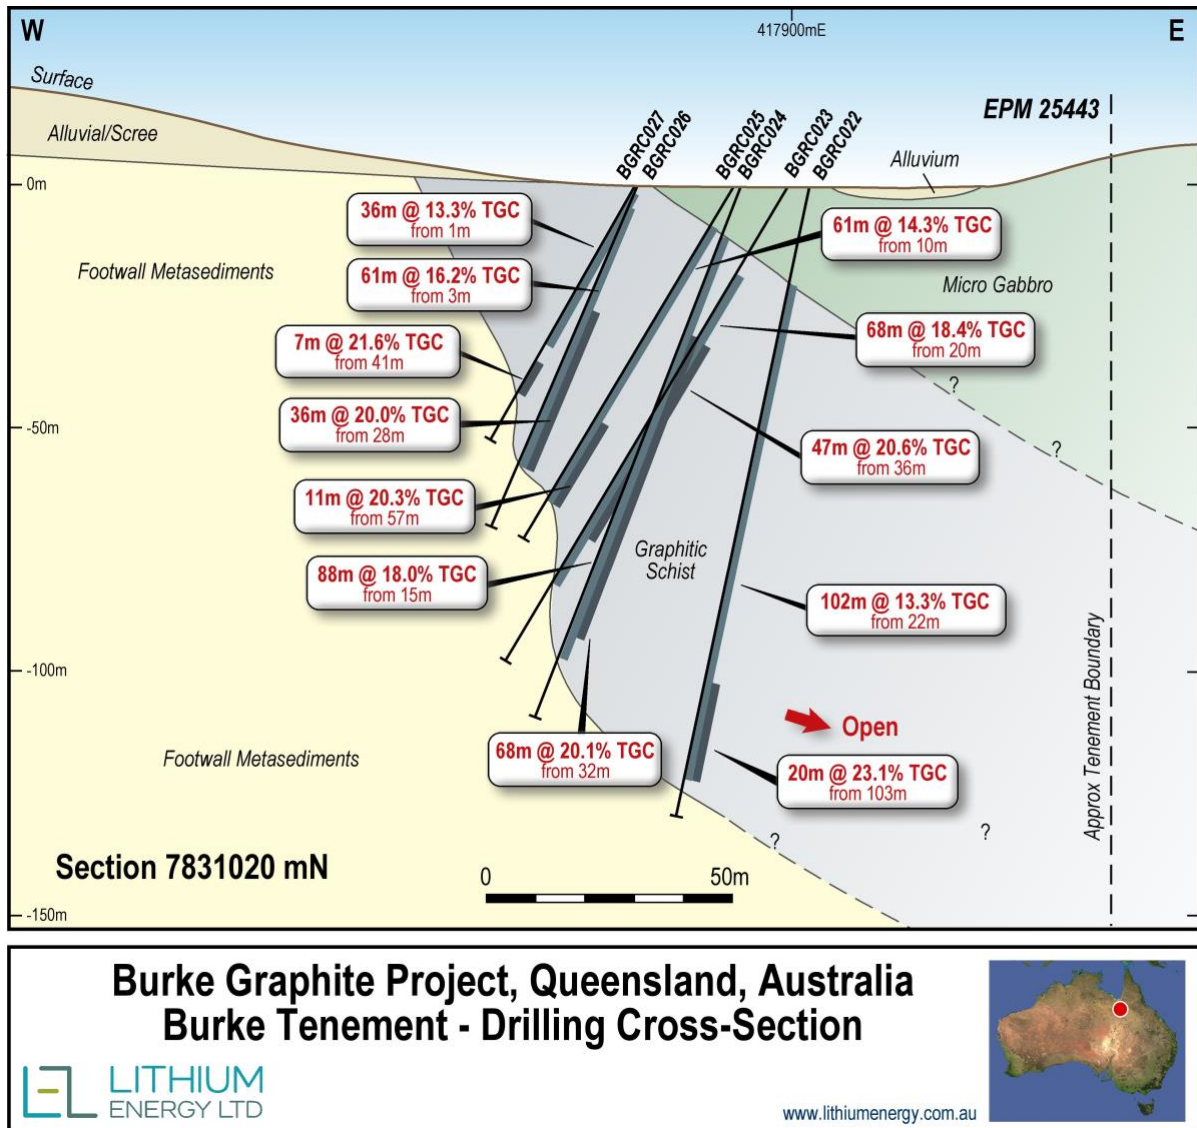 W
417900mE
E
Surface
EPM 25443
Alluvial/Scree
BGRC027
BGRC026
BGRC025
BGRC024
BGRC023
BGRC022
Alluvium
0m
36m @ 13.3% TGC
from 1m
61m @ 14.3% TGC
from 10m
Footwall Metasediments
61m @ 16.2% TGC
from 3m
Micro Gabbro
7m @ 21.6% TGC
from 41m
68m @ 18.4% TGC
from 20m
?
36m @ 20.0% TGC
from 28m
-50m
47m @ 20.6% TGC
from 36m
?
11m @ 20.3% TGC
from 57m
Graphitic
Schist
88m @ 18.0% TGC
from 15m
102m @ 13.3% TGC
from 22m
-100m
Approx Tenement Boundary
Open
Footwall Metasediments
68m @ 20.1% TGC
from 32m
20m @ 23.1% TGC
from 103m
?
?
Section 7831020 mN
0
50m
-150m
Burke Graphite Project, Queensland, Australia
Burke Tenement - Drilling Cross-Section
LITHIUM
ENERGY LTD
www.lithiumenergy.com.au